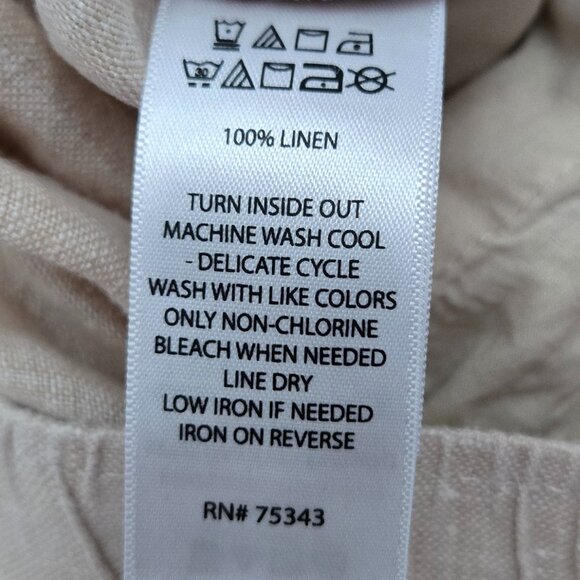 30
100% LINEN
TURN INSIDE OUT
MACHINE WASH COOL
- DELICATE CYCLE
WASH WITH LIKE COLORS
ONLY NON-CHLORINE
BLEACH WHEN NEEDED
LINE DRY
LOW IRON IF NEEDED
IRON ON REVERSE
RN# 75343